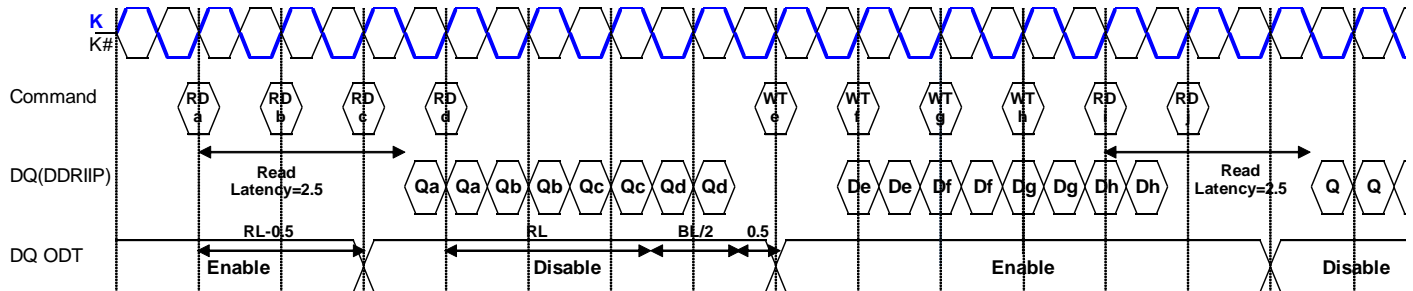 K
K#
Command
RD a
RD b
RD c
RD d
WT e
WT f
WT g
WT h
RD i
RD j
DQ(DDRIIP)
Read Latency=2.5
Qa Qa Qb Qb Qc Qc Qd Qd
De De Df Df Dg Dg Dh Dh
Read Latency=2.5
Q Q
DQ ODT
RL-0.5
RL
BL/2
0.5
Enable
Disable
Enable
Disable